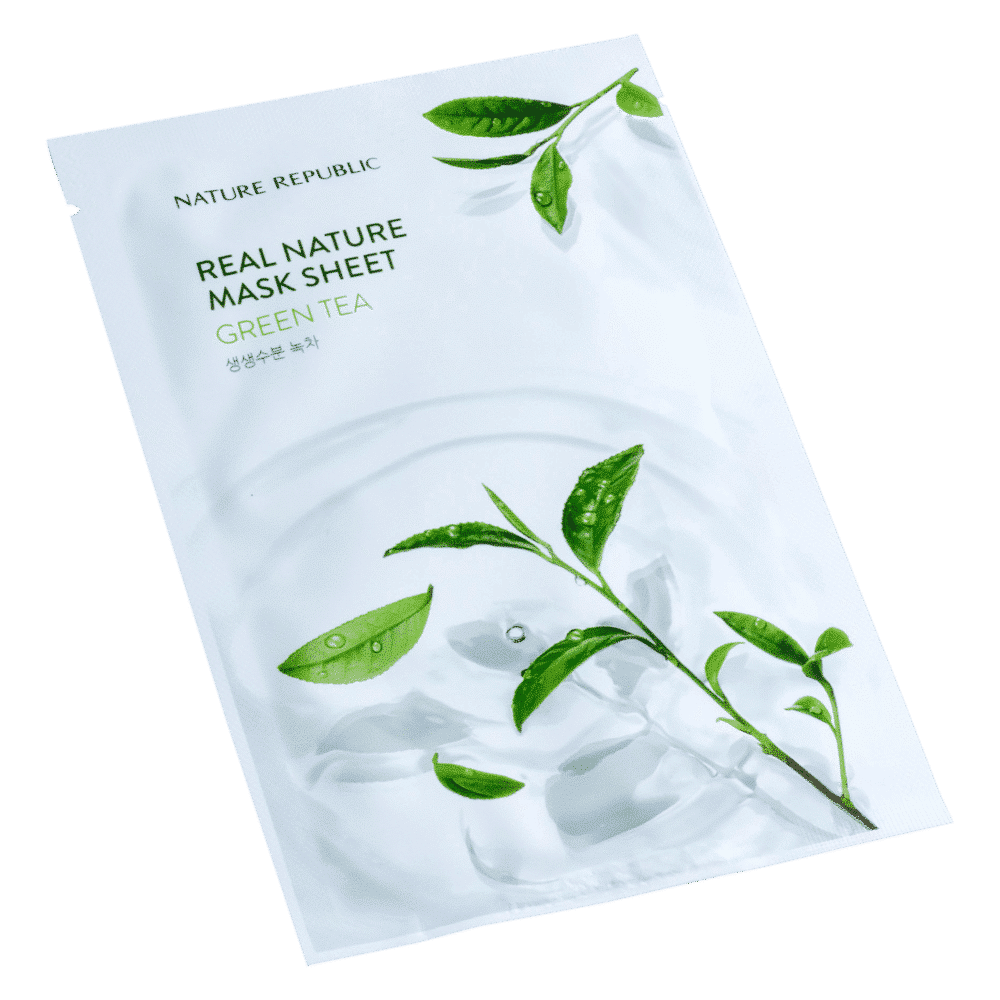 NATURE REPUBLIC
REAL NATURE
MASK SHEET
GREEN TEA
생생수분 녹차